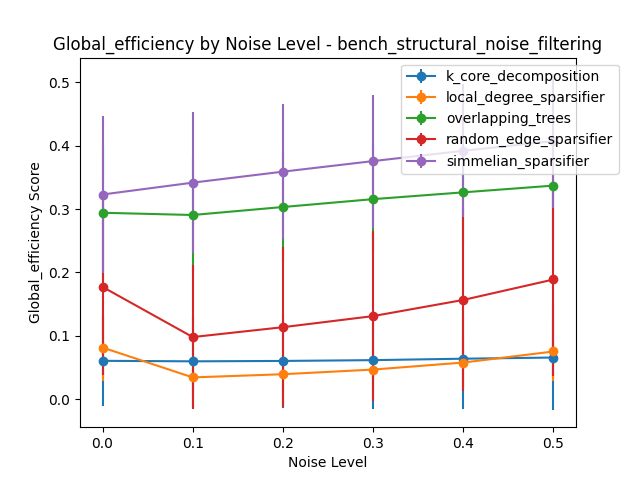 Global_efficiency by Noise Level - bench_structural_noise_filtering
k_core_decomposition
local_degree_sparsifier
overlapping_trees
random_edge_sparsifier
simmelian_sparsifier
Global_efficiency Score
0.5
0.4
0.3
0.2
0.1
0.0
0.0 0.1 0.2 0.3 0.4 0.5
Noise Level